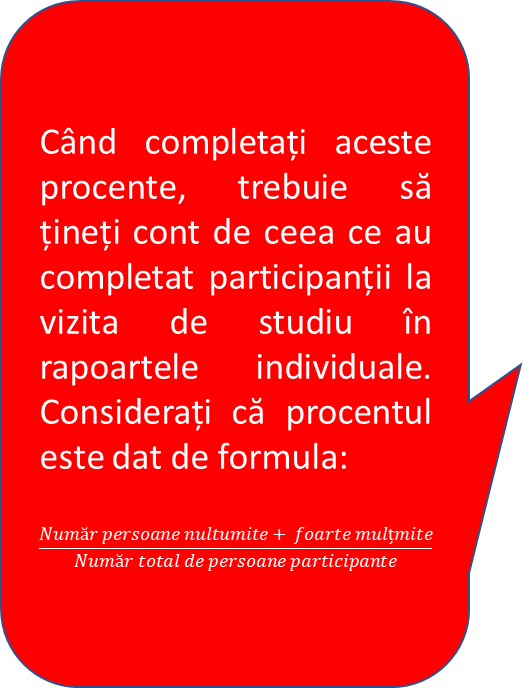 Când completați aceste
procente, trebuie să
țineți cont de ceea ce au
completat participanții la
vizita de studiu în
rapoartele individuale.
Considerați că procentul
este dat de formula:
Număr persoane nultumite + foarte mulţmite
Număr total de persoane participante